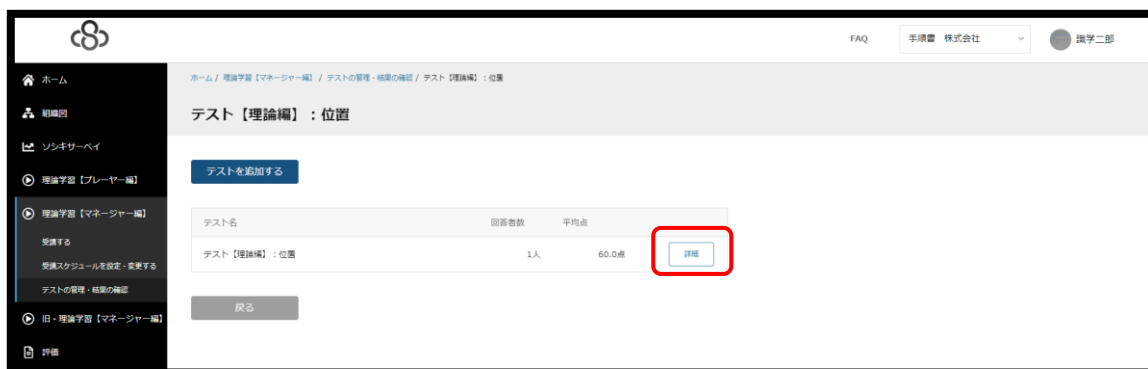 FAQ 手順書 株式会社 識学二郎
ホーム
組織図
ソシキサーベイ
理論学習【プレーヤー編】
理論学習【マネージャー編】
受講する
受講スケジュールを設定・変更する
テストの管理・結果の確認
旧・理論学習【マネージャー編】
評価
ホーム / 理論学習【マネージャー編】 / テストの管理・結果の確認 / テスト【理論編】：位置
テスト【理論編】：位置
テストを追加する
テスト名 回答者数 平均点
テスト【理論編】：位置 1人 60.0点 詳細
戻る